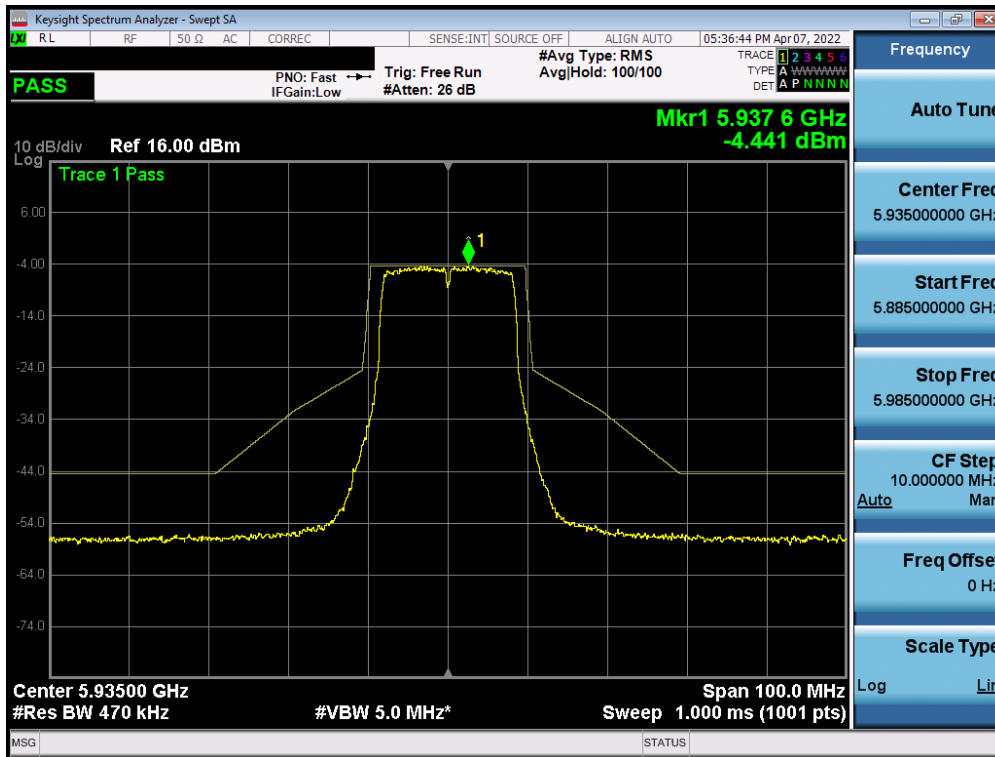 Keysight Spectrum Analyzer - Swept SA
LXI RL RF 50 Ω AC CORREC SENSE:INT SOURCE OFF ALIGN AUTO 05:36:44 PM Apr 07, 2022
PASS
PNO: Fast
IFGain:Low
Trig: Free Run
#Atten: 26 dB
#Avg Type: RMS
Avg|Hold: 100/100
TRACE 1 2 3 4 5 6
TYPE A WWWWW
DET A P N N N N
Mkr1 5.937 6 GHz
-4.441 dBm
10 dB/div Ref 16.00 dBm
Log
Trace 1 Pass
1
6.00
-4.00
-14.0
-24.0
-34.0
-44.0
-54.0
-64.0
-74.0
Center 5.93500 GHz Span 100.0 MHz
#Res BW 470 kHz #VBW 5.0 MHz* Sweep 1.000 ms (1001 pts)
MSG STATUS
Frequency
Auto Tune
Center Freq
5.935000000 GHz
Start Freq
5.885000000 GHz
Stop Freq
5.985000000 GHz
CF Step
10.000000 MHz
Auto Man
Freq Offset
0 Hz
Scale Type
Log Lin